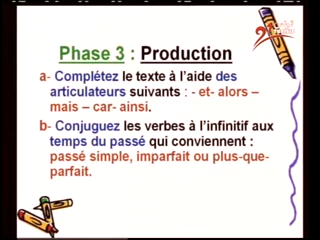 Phase 3 : Production
a- Complétez le texte à l'aide des
articulateurs suivants : - et- alors –
mais – car- ainsi.
b- Conjuguez les verbes à l'infinitif aux
temps du passé qui conviennent :
passé simple, imparfait ou plus-que-
parfait.